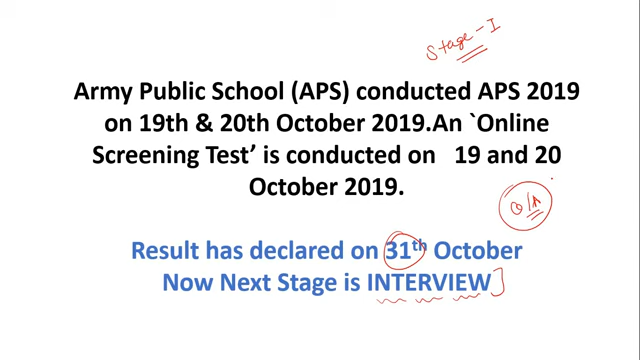 Stage - I
Army Public School (APS) conducted APS 2019
on 19th & 20th October 2019.An `Online
Screening Test’ is conducted on 19 and 20
October 2019.
O/A
Result has declared on 31th October
Now Next Stage is INTERVIEW]